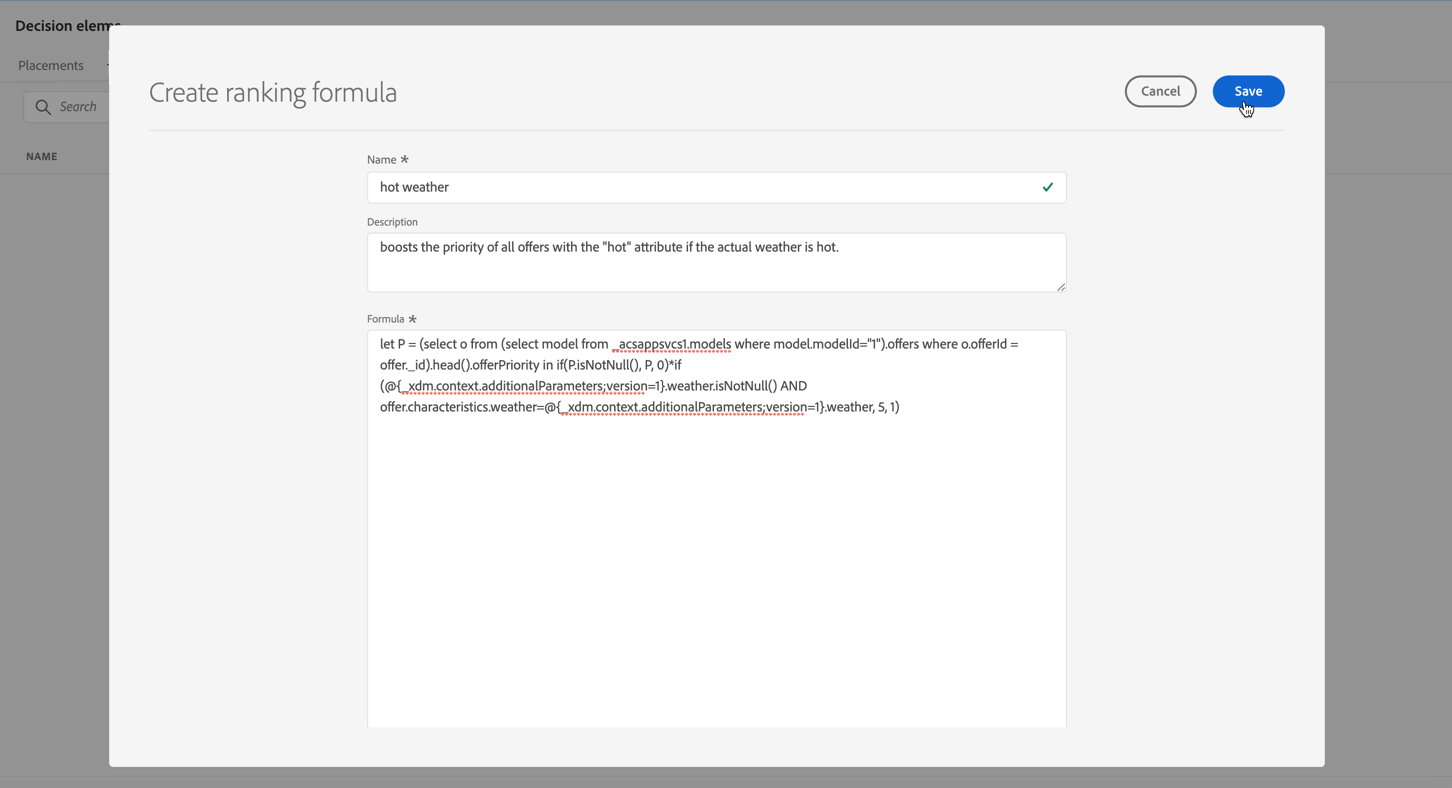 Decision eleme
Placements
Search
NAME
Create ranking formula
Cancel
Save
Name *
hot weather
Description
boosts the priority of all offers with the "hot" attribute if the actual weather is hot.
Formula *
let P = (select o from (select model from _acsappsvcs1.models where model.modelId="1").offers where o.offerId =
offer._id).head().offerPriority in if(P.isNotNull(), P, 0)*if
(@{_xdm.context.additionalParameters;version=1}.weather.isNotNull() AND
offer.characteristics.weather=@{_xdm.context.additionalParameters;version=1}.weather, 5, 1)